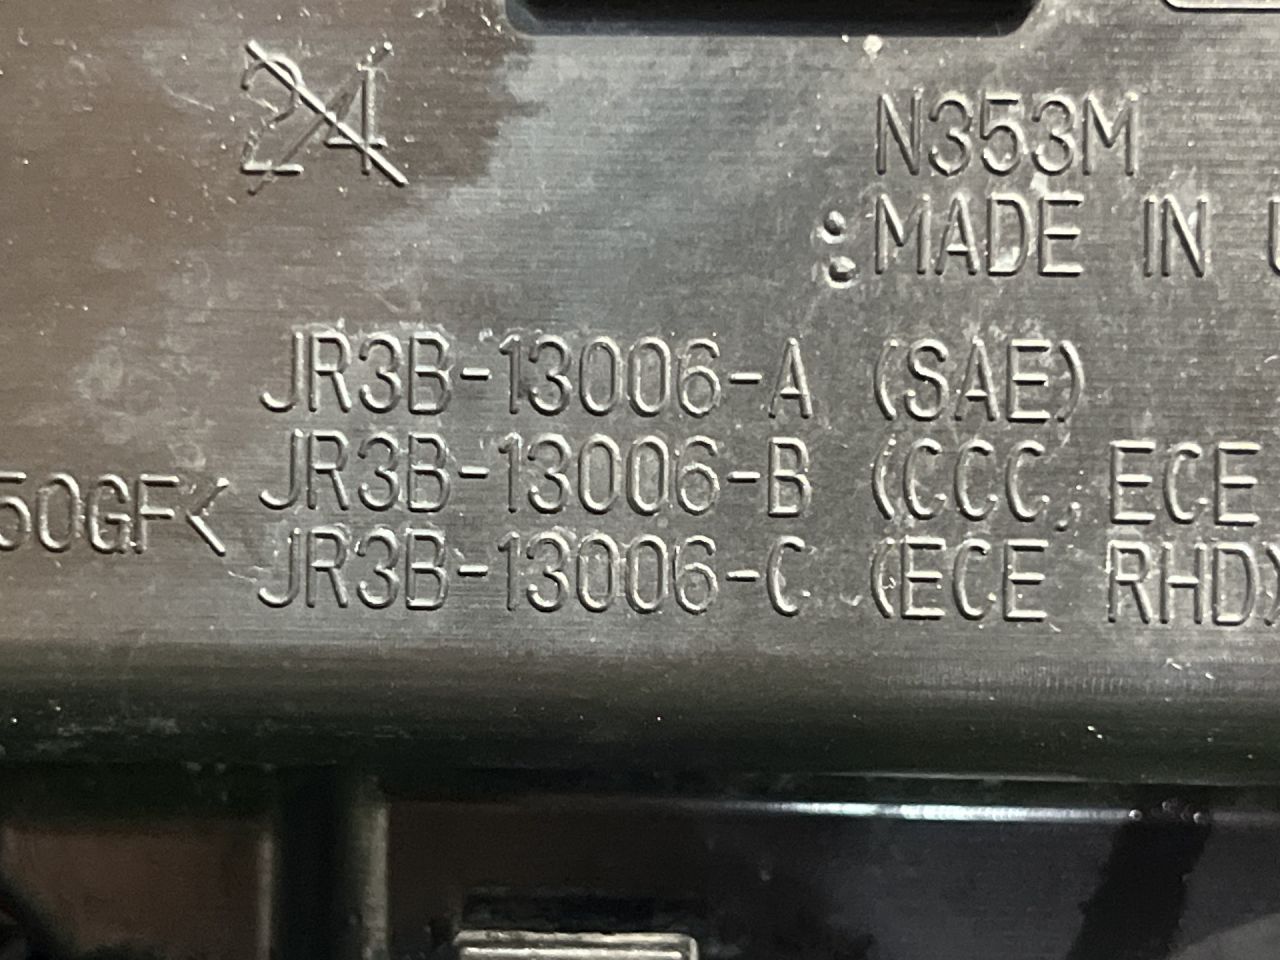 24
N353M
:MADE IN
JR3B-13006-A (SAE)
JR3B-13006-B (CCC, ECE
50GF<
JR3B-13006-C (ECE RHD)